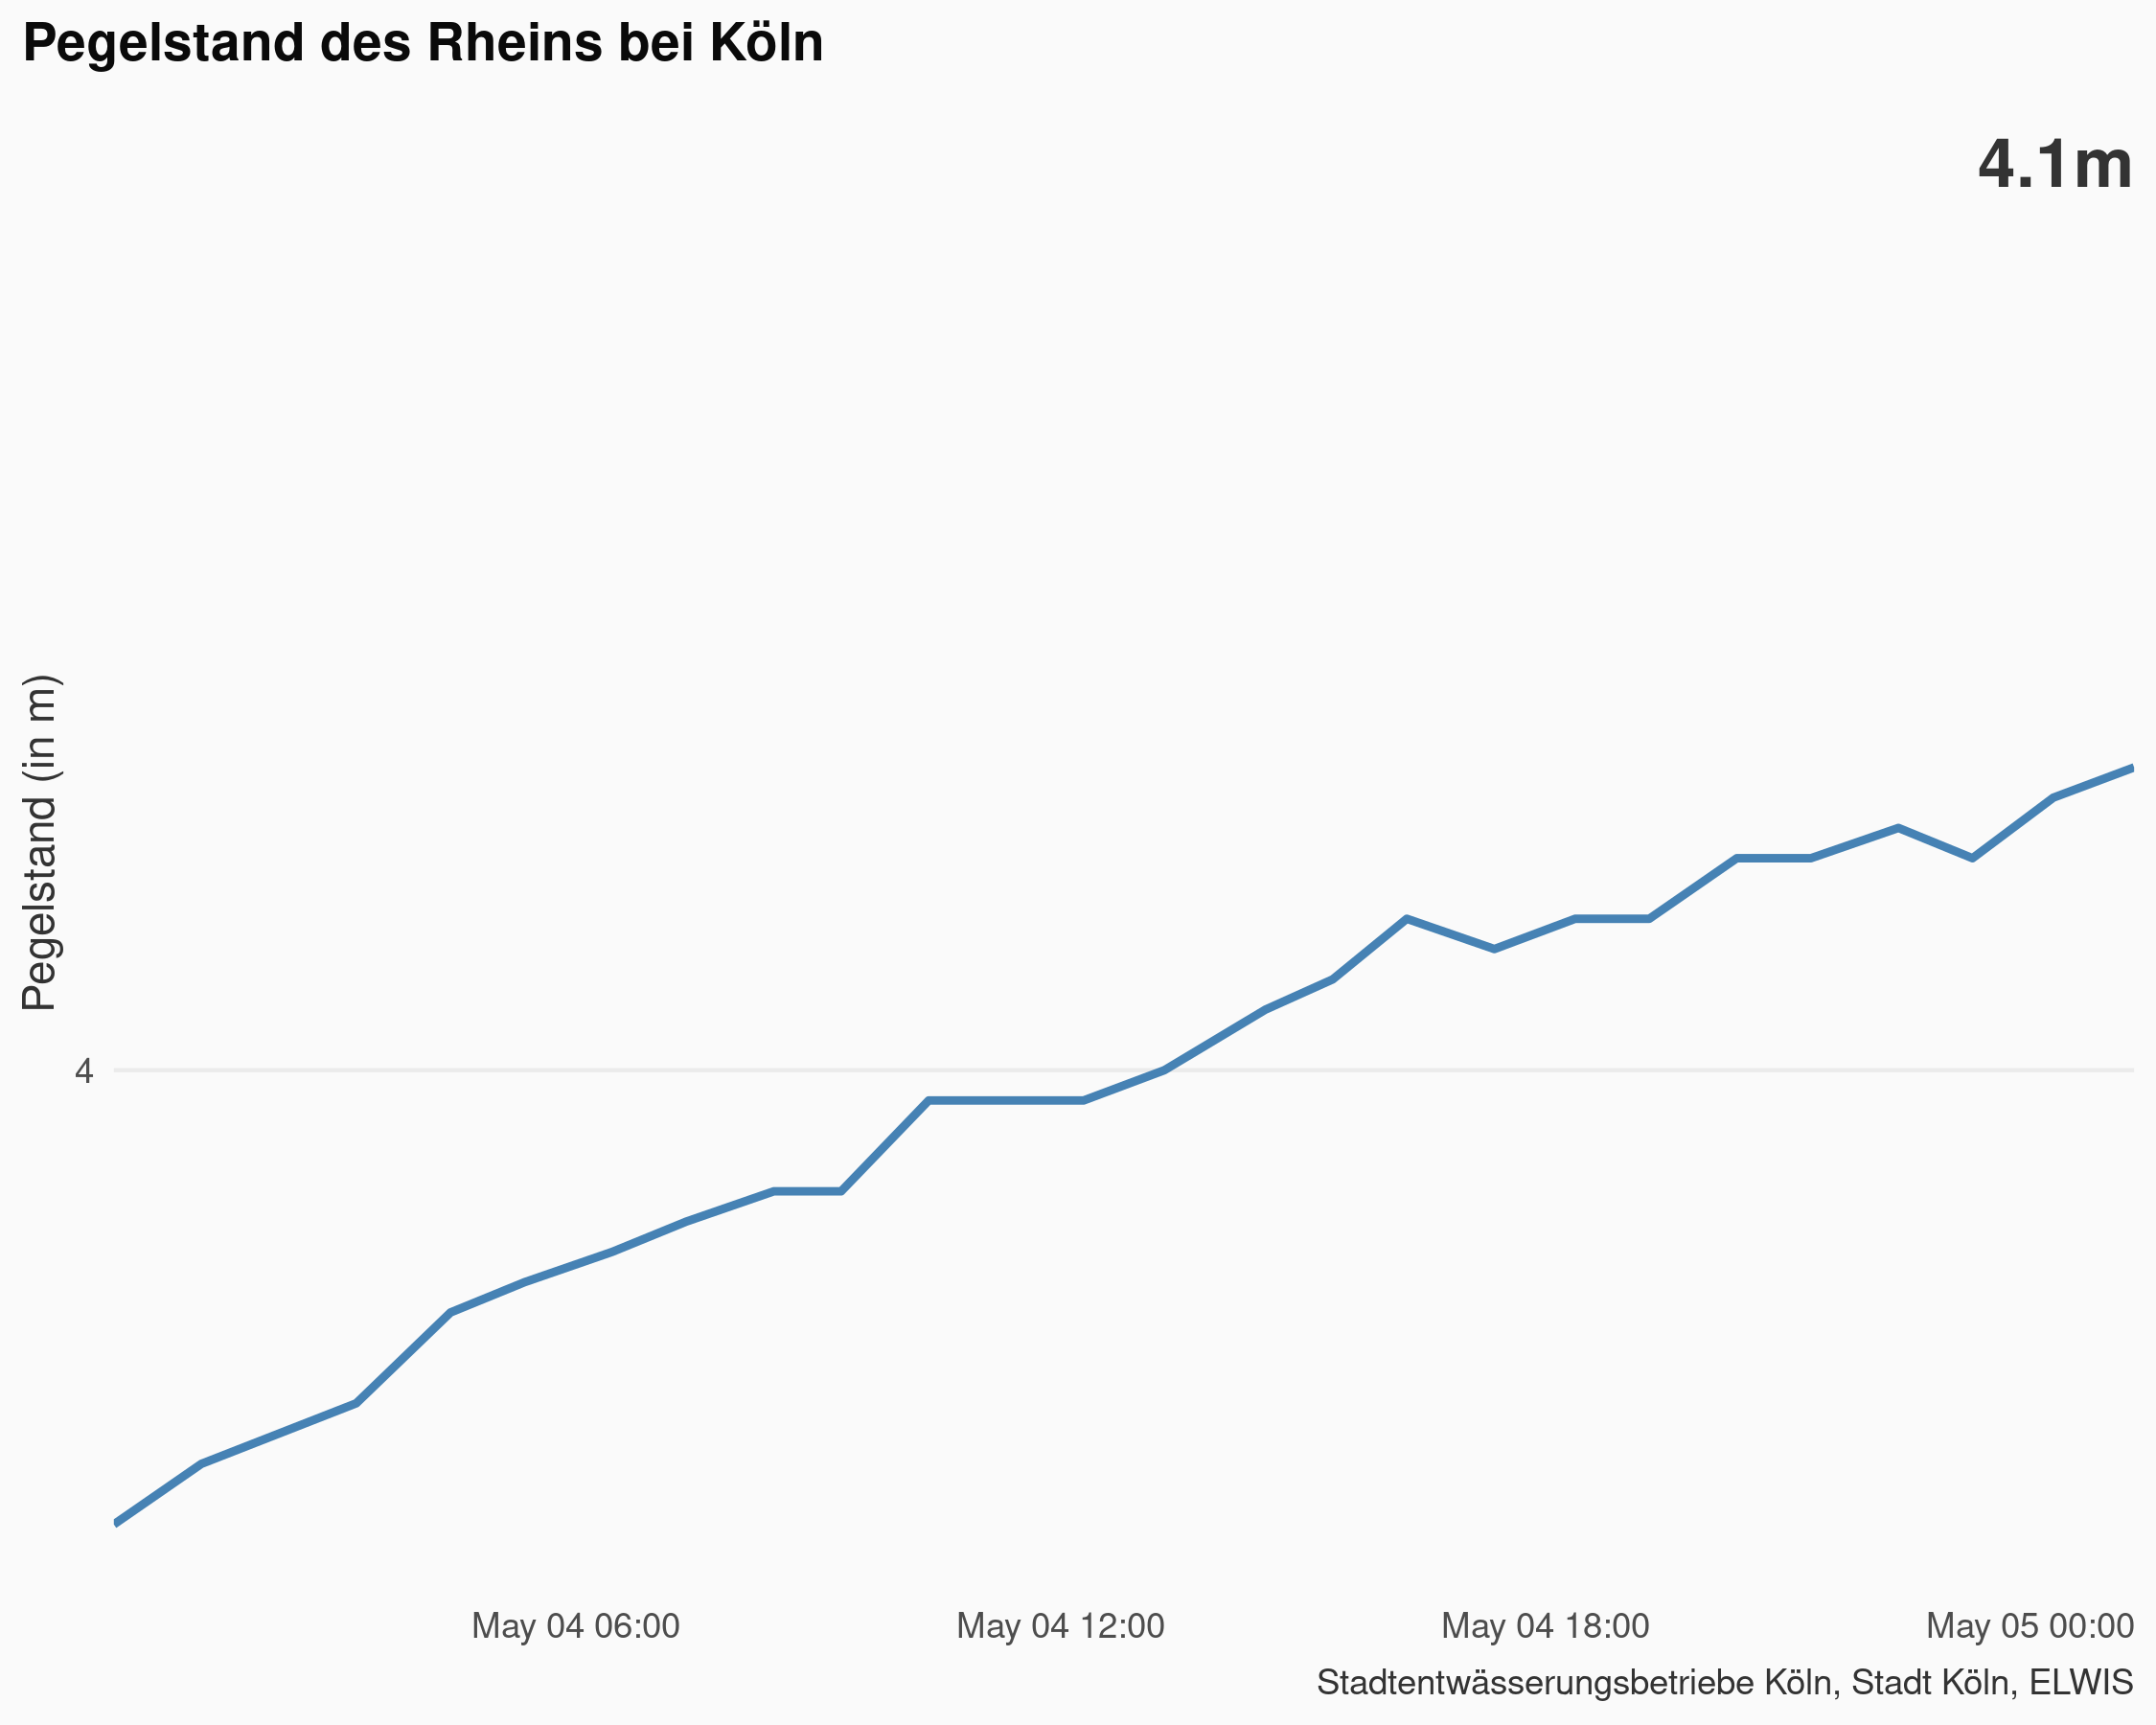 Pegelstand des Rheins bei Köln
4.1m
Pegelstand (in m)
4
May 04 06:00
May 04 12:00
May 04 18:00
May 05 00:00
Stadtentwässerungsbetriebe Köln, Stadt Köln, ELWIS